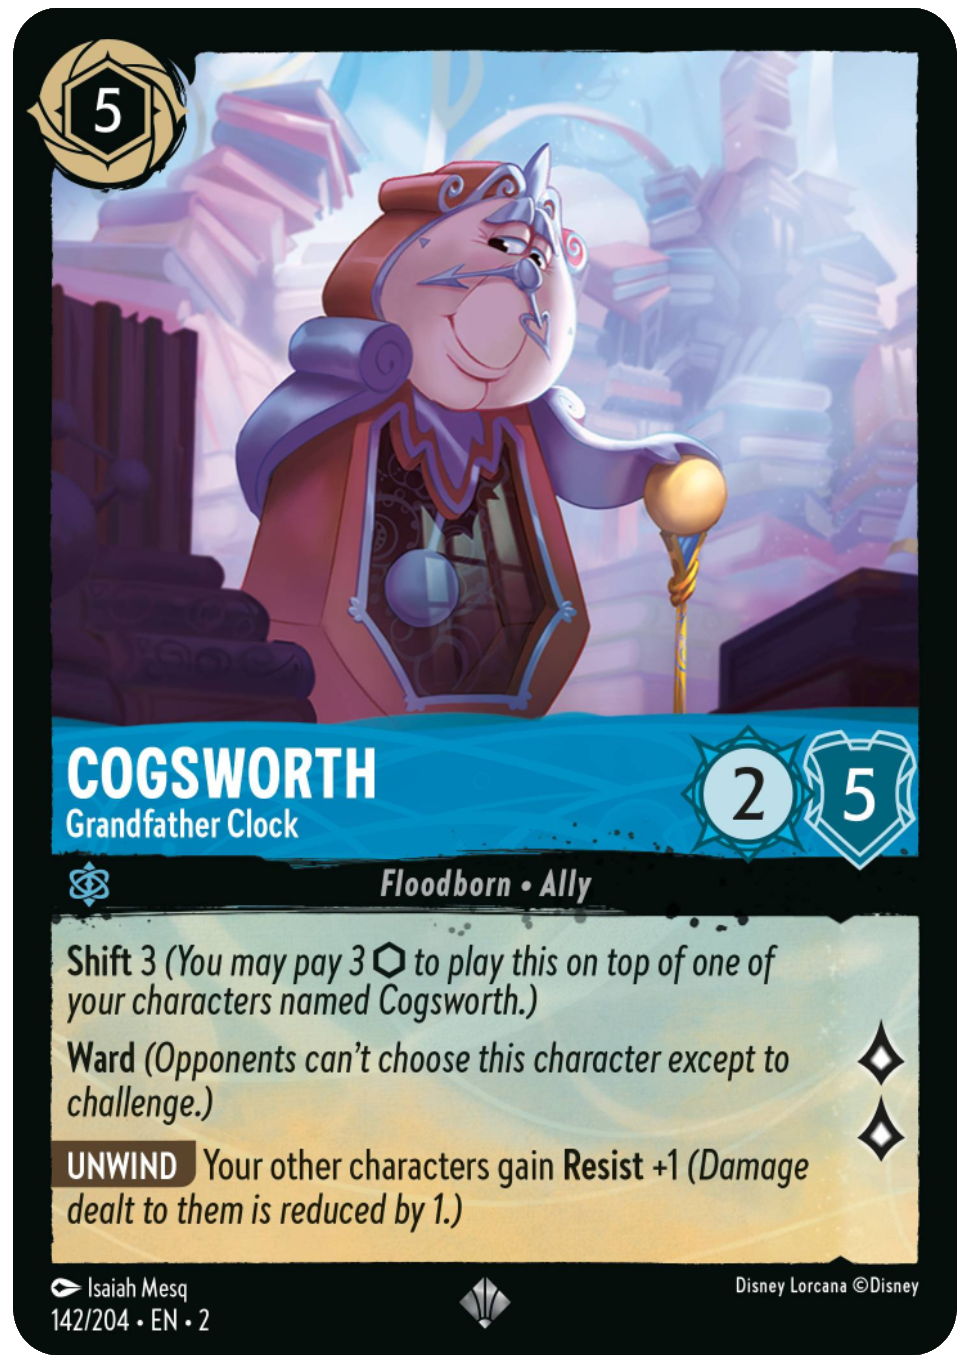 5
COGSWORTH
Grandfather Clock
2
5
Floodborn • Ally
Shift 3 (You may pay 3 to play this on top of one of
your characters named Cogsworth.)
Ward (Opponents can't choose this character except to
challenge.)
UNWIND Your other characters gain Resist +1 (Damage
dealt to them is reduced by 1.)
Isaiah Mesq
Disney Lorcana ©Disney
142/204 • EN • 2